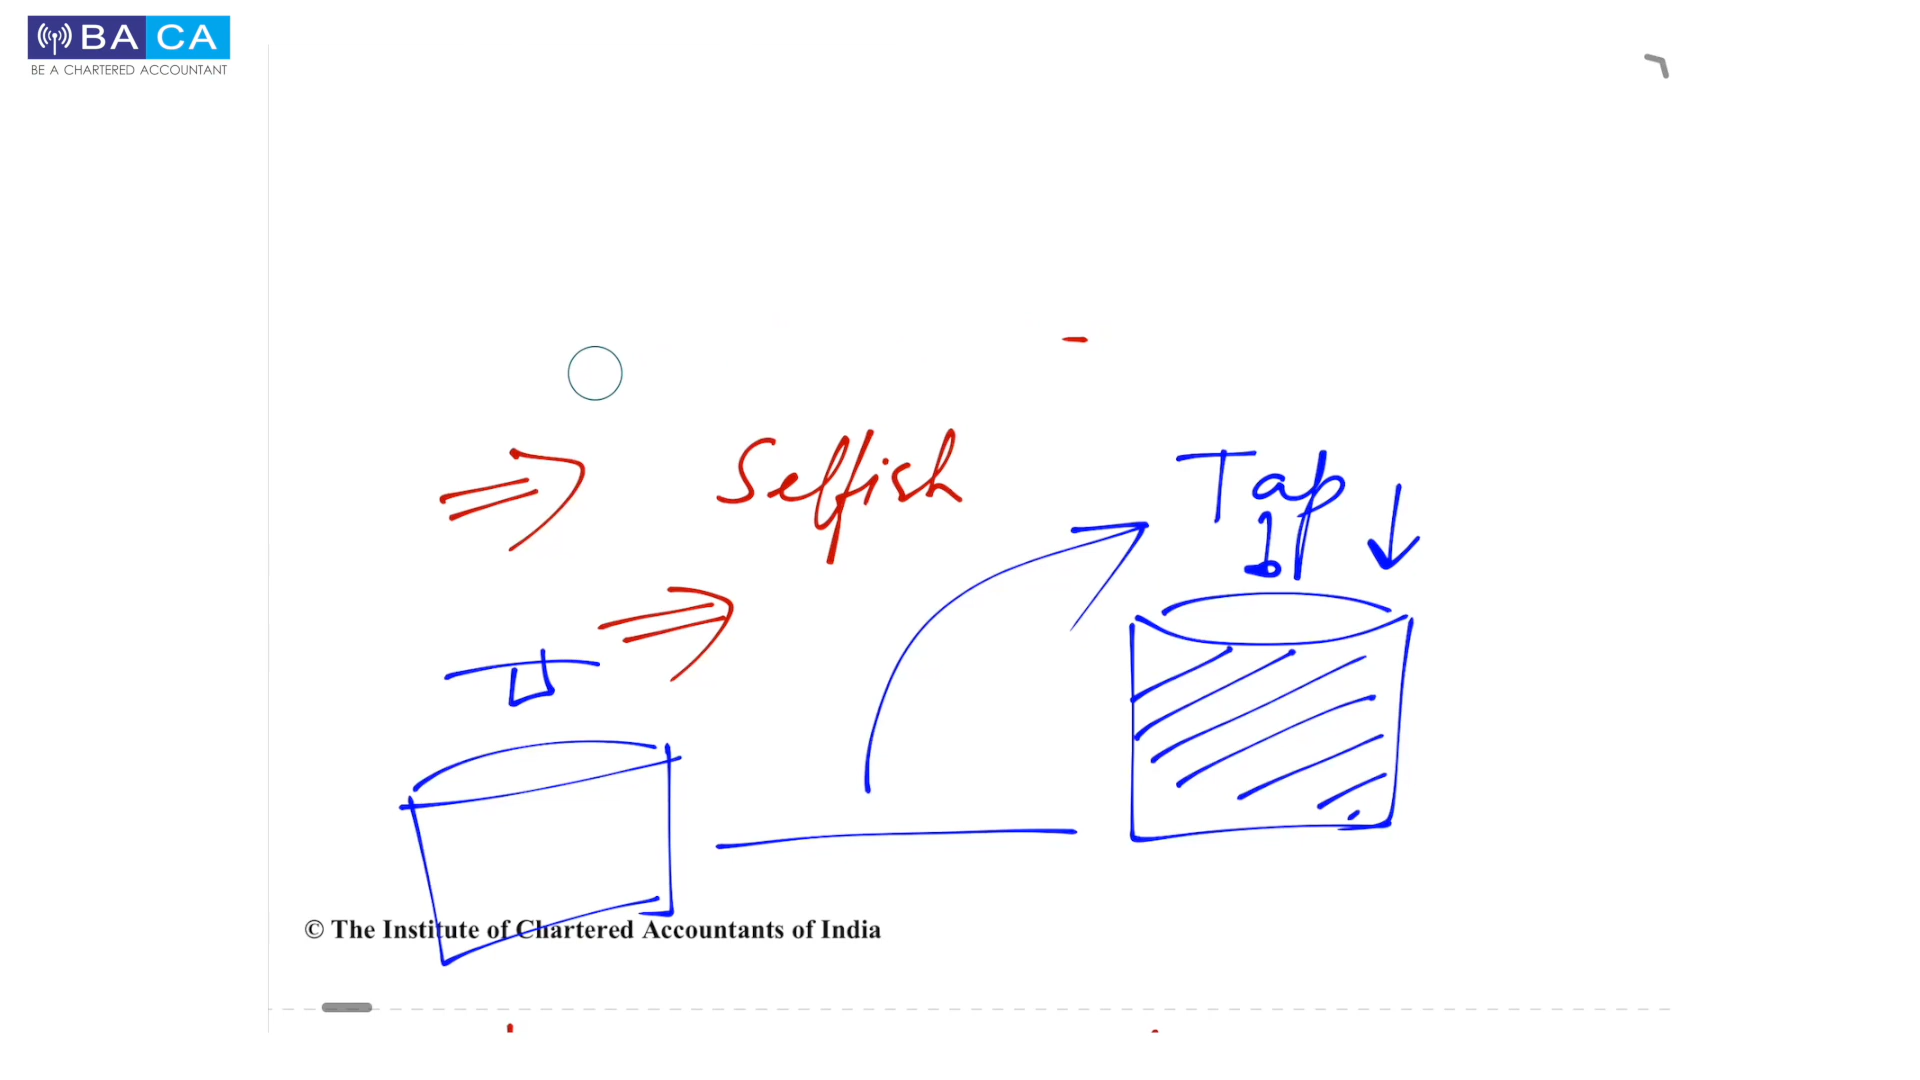 BA CA
BE A CHARTERED ACCOUNTANT
Selfish
Tap
© The Institute of Chartered Accountants of India